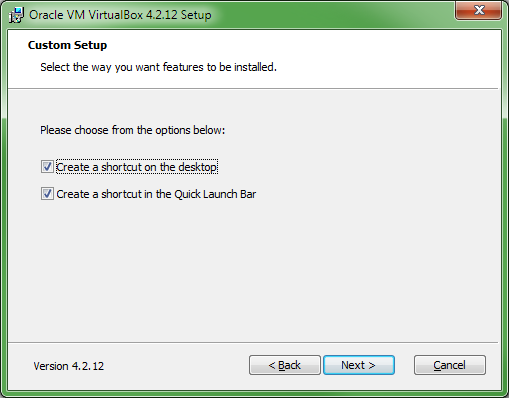 Oracle VM VirtualBox 4.2.12 Setup
Custom Setup
Select the way you want features to be installed.
Please choose from the options below:
Create a shortcut on the desktop
Create a shortcut in the Quick Launch Bar
Version 4.2.12
< Back
Next >
Cancel